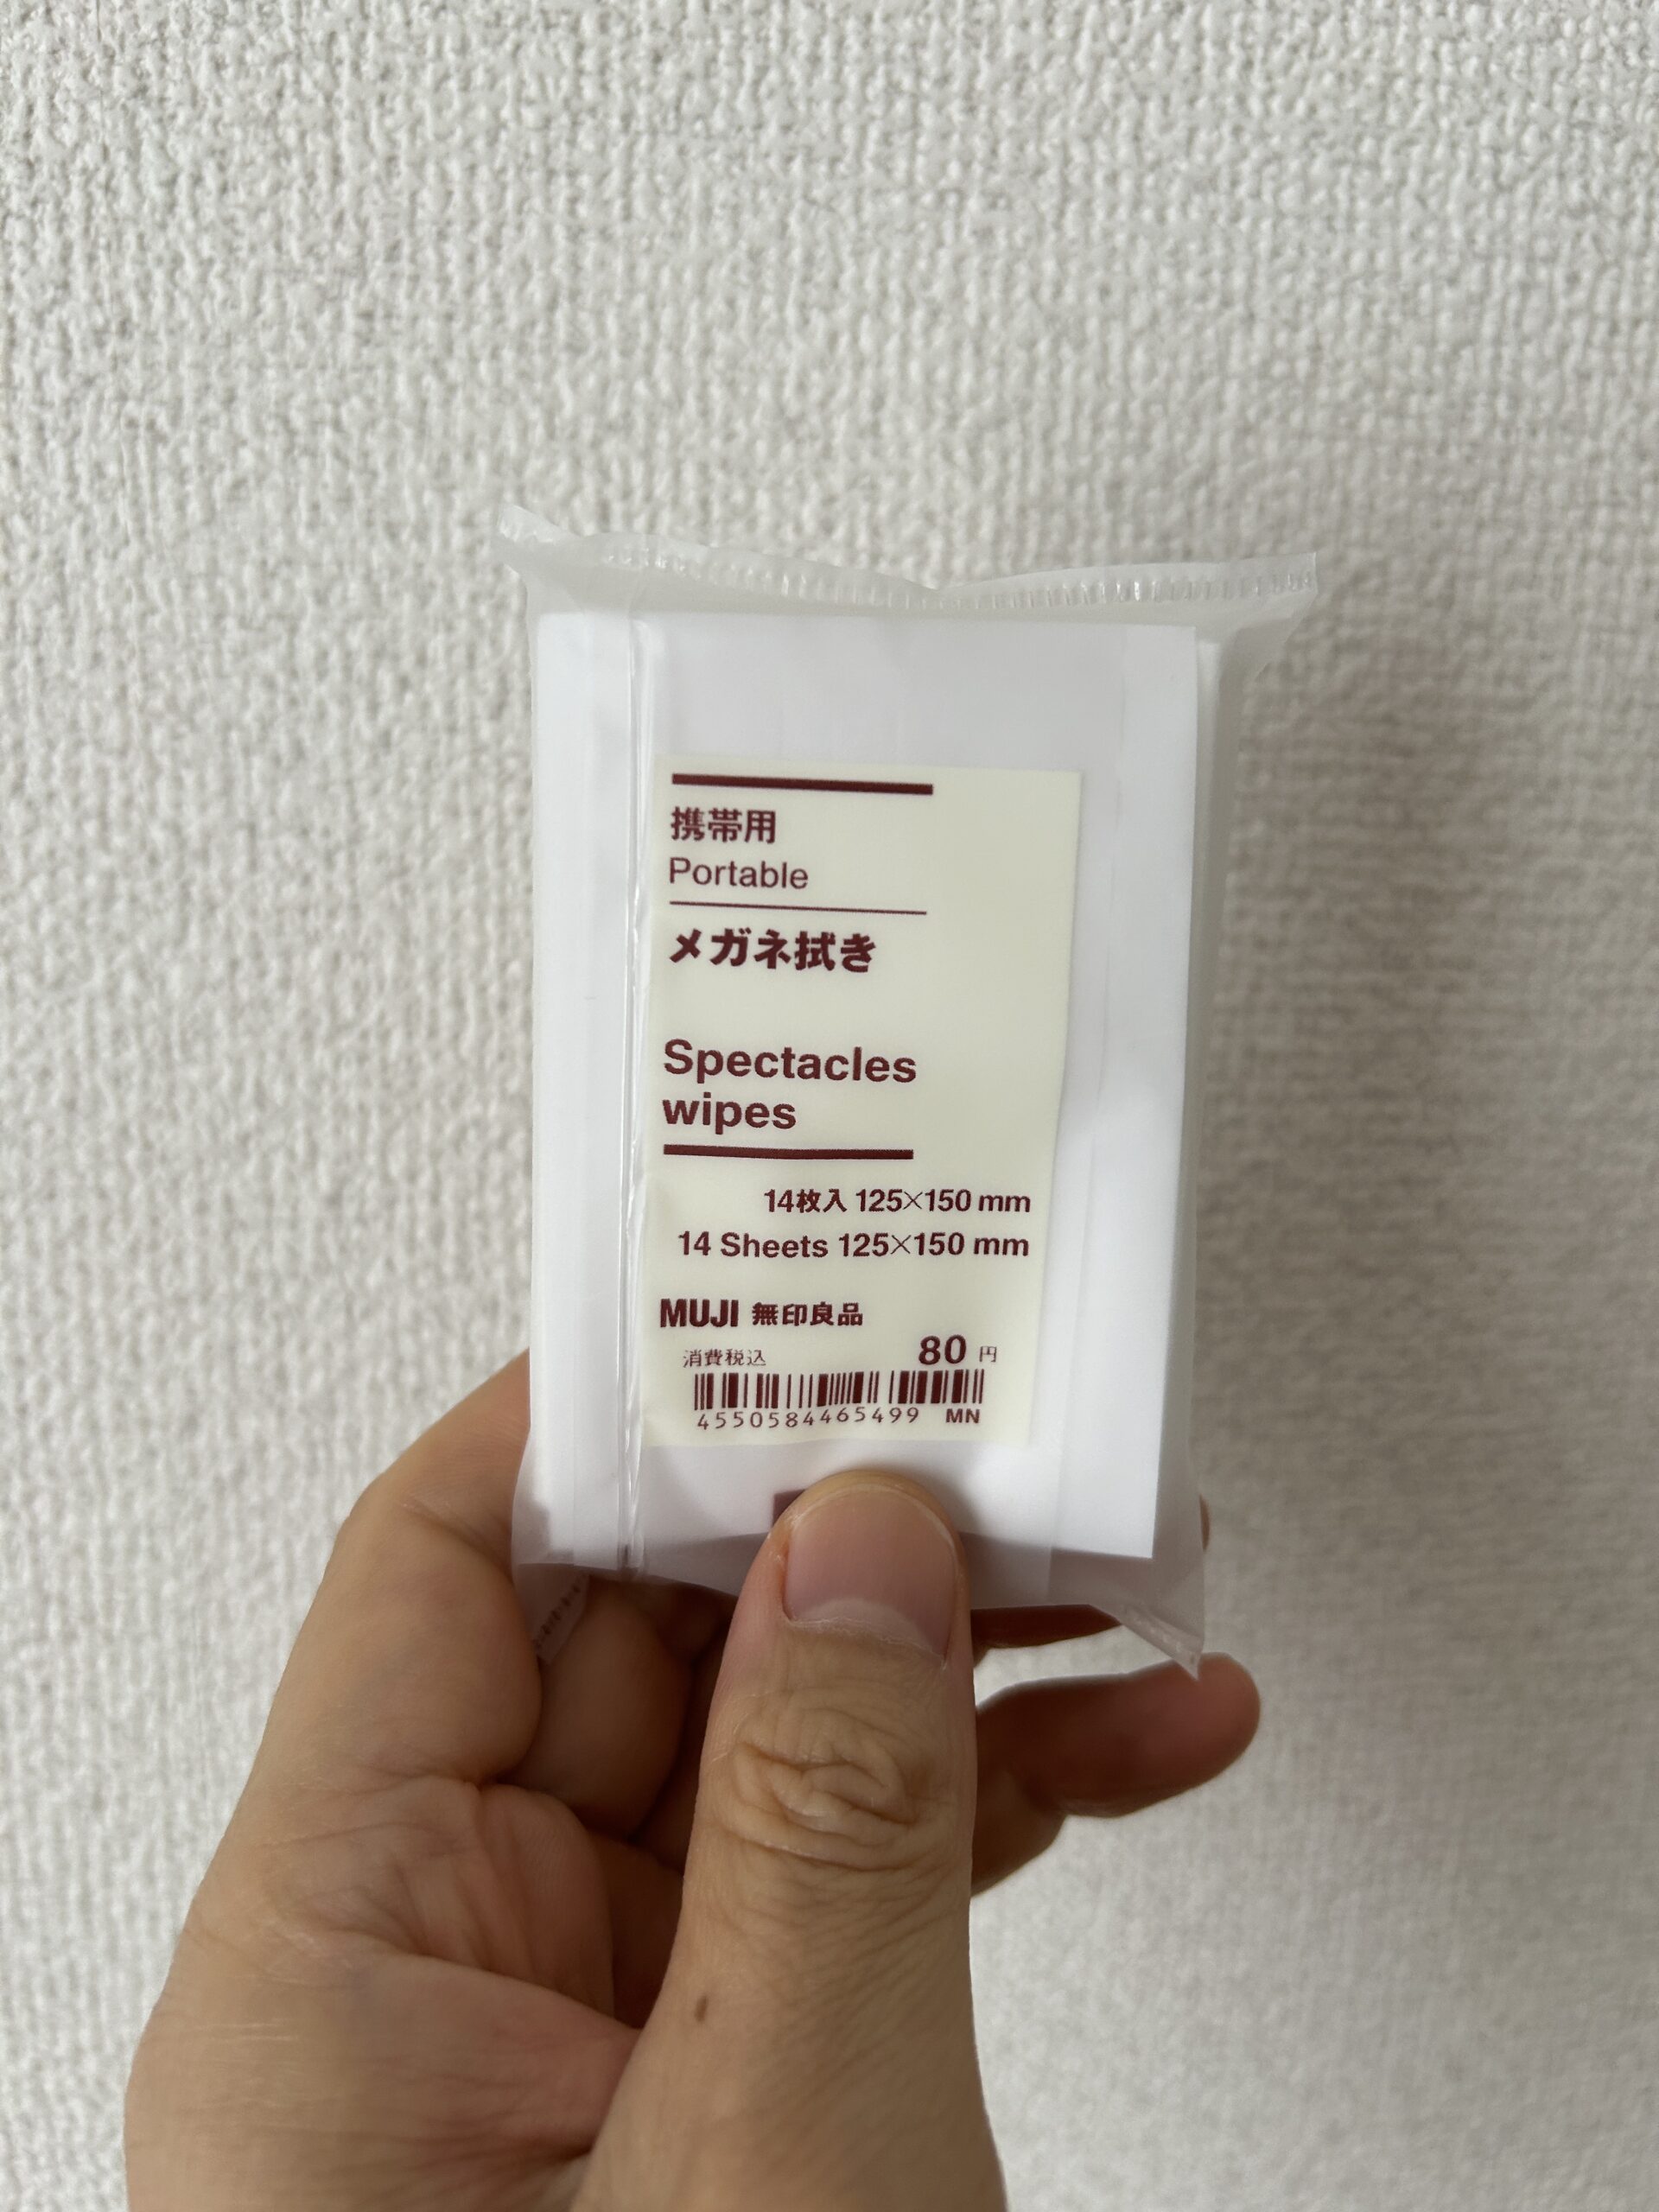 携帯用
Portable
メガネ拭き
Spectacles
wipes
14枚入 125×150 mm
14 Sheets 125×150 mm
MUJI 無印良品
消費税込 80 円
4550584465499 MN